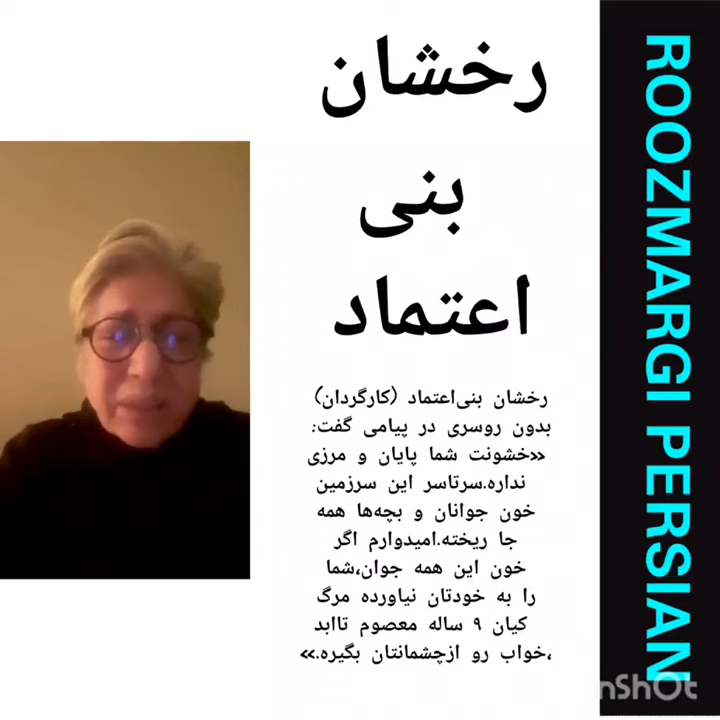 رخشان
بنی
اعتماد
رخشان بنی‌اعتماد (کارگردان)
بدون روسری در پیامی گفت:
«خشونت شما پایان و مرزی
نداره.سرتاسر این سرزمین
خون جوانان و بچه‌ها همه
جا ریخته.امیدوارم اگر
خون این همه جوان،شما
را به خودتان نیاورده مرگ
کیان ۹ ساله معصوم تاابد
،خواب رو ازچشمانتان بگیره.»
ROOZMARGI PERSIAN
InShOt